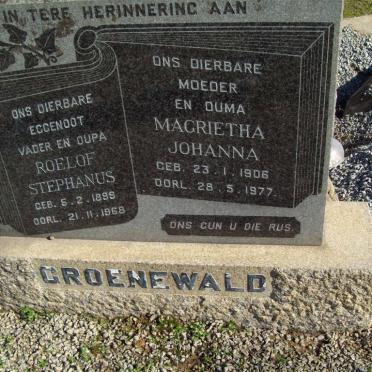 IN TERE HERINNERING AAN
ONS DIERBARE
EGGENOOT
VADER EN OUPA
ROELOF
STEPHANUS
GEB. 5. 2. 1898
OORL. 21. 11. 1968
ONS DIERBARE
MOEDER
EN OUMA
MAGRIETHA
JOHANNA
GEB. 23. 1. 1906
OORL. 28. 5. 1977.
ONS GUN U DIE RUS.
GROENEWALD